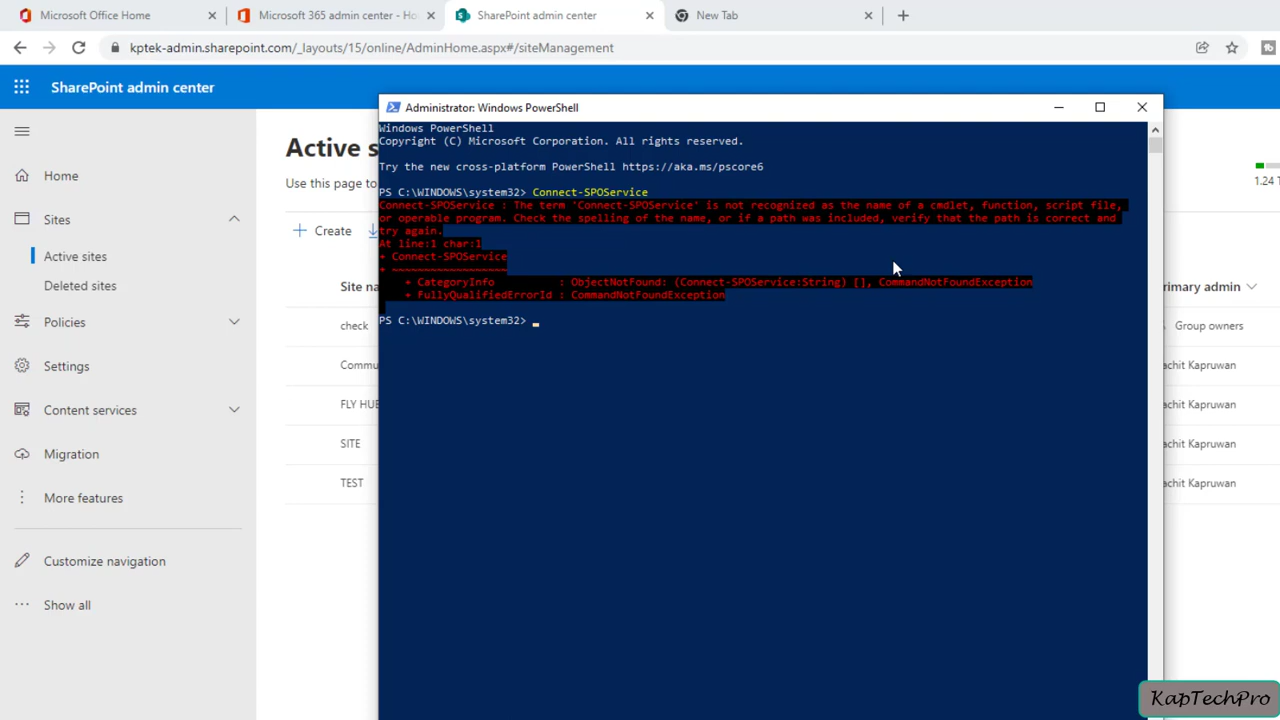 Microsoft Office Home
Microsoft 365 admin center - Ho
SharePoint admin center
New Tab
kptek-admin.sharepoint.com/_layouts/15/online/AdminHome.aspx#/siteManagement
SharePoint admin center
Home
Sites
Active sites
Deleted sites
Policies
Settings
Content services
Migration
More features
Customize navigation
Show all
Active s
Use this page to
Create
Site na
check
Commu
FLY HUB
SITE
TEST
Administrator: Windows PowerShell
Windows PowerShell
Copyright (C) Microsoft Corporation. All rights reserved.
Try the new cross-platform PowerShell https://aka.ms/pscore6
PS C:\WINDOWS\system32> Connect-SPOService
Connect-SPOService : The term 'Connect-SPOService' is not recognized as the name of a cmdlet, function, script file,
or operable program. Check the spelling of the name, or if a path was included, verify that the path is correct and
try again.
At line:1 char:1
+ Connect-SPOService
+ ~~~~~~~~~~~~~~~~~~
+ CategoryInfo : ObjectNotFound: (Connect-SPOService:String) [], CommandNotFoundException
+ FullyQualifiedErrorId : CommandNotFoundException
PS C:\WINDOWS\system32>
1.24 T
rimary admin
Group owners
achit Kapruwan
achit Kapruwan
achit Kapruwan
achit Kapruwan
KapTechPro